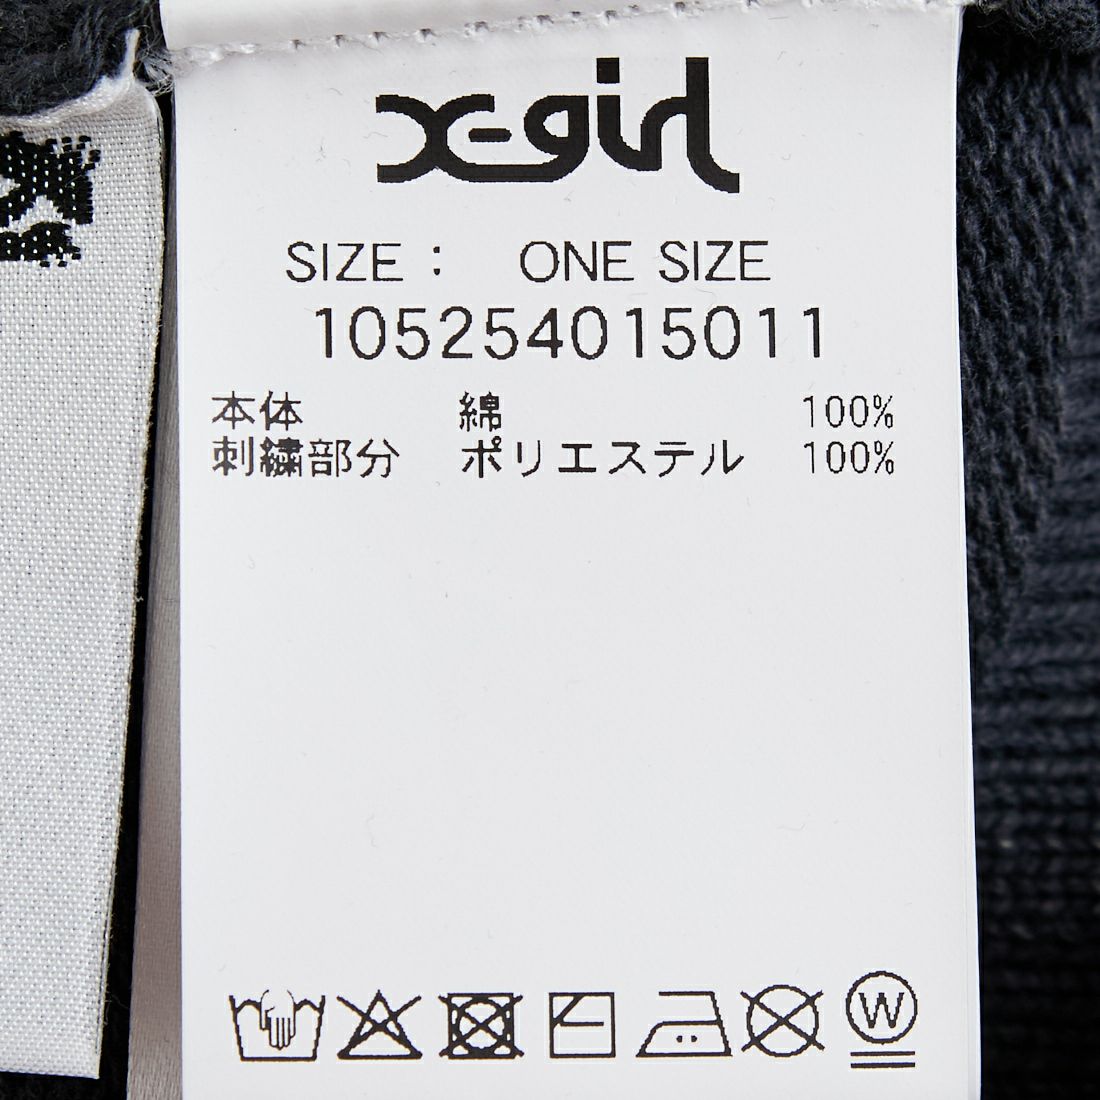 X-girl
SIZE： ONE SIZE
105254015011
本体 綿 100%
刺繍部分 ポリエステル 100%
W